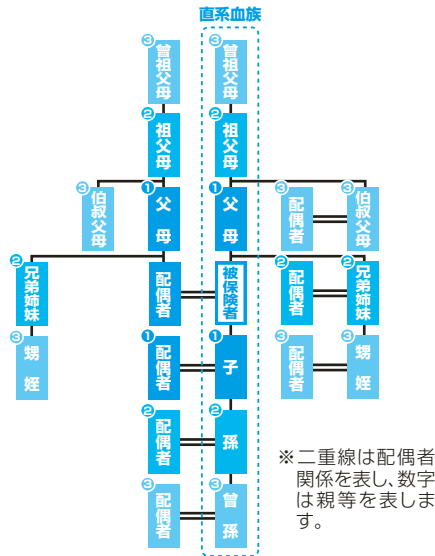 直系血族
③ 曾祖父母
③ 曾祖父母
② 祖父母
② 祖父母
③ 伯叔父母
① 父母
① 父母
③ 配偶者
③ 伯叔父母
② 兄弟姉妹
配偶者
被保険者
② 配偶者
② 兄弟姉妹
③ 甥姪
① 配偶者
① 子
③ 配偶者
③ 甥姪
② 配偶者
② 孫
③ 配偶者
③ 曾孫
※二重線は配偶者
関係を表し、数字
は親等を表しま
す。